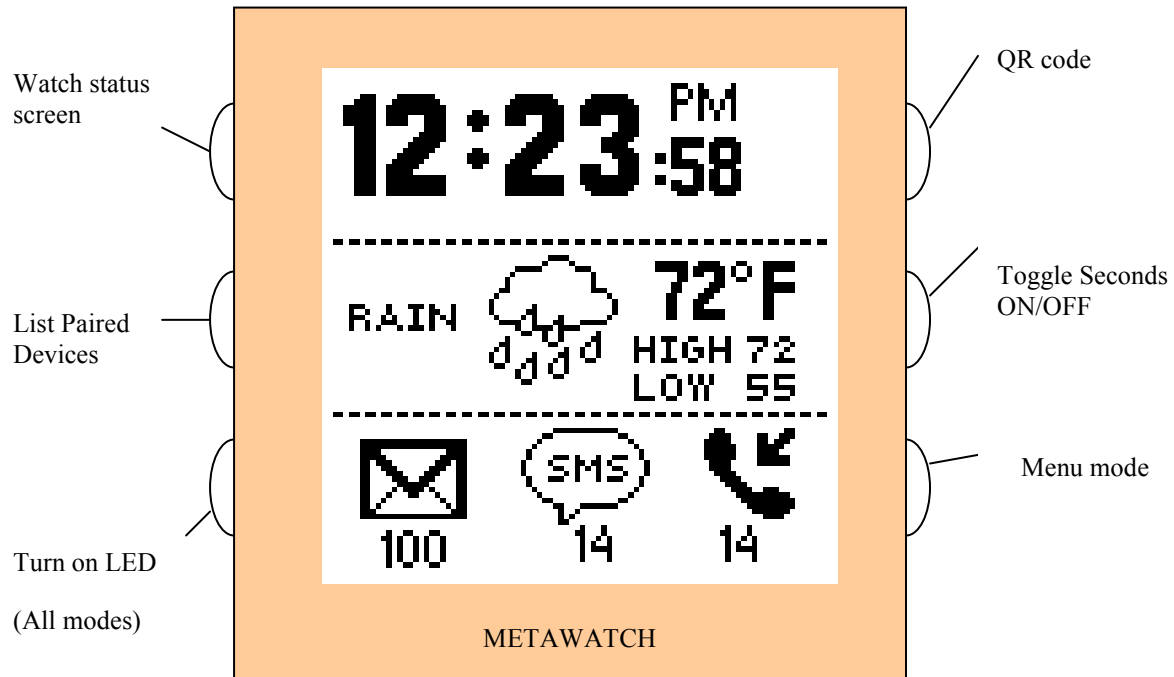 Watch status
screen
List Paired
Devices
Turn on LED
(All modes)
12:23 PM
:58
RAIN
72°F
HIGH 72
LOW 55
SMS
100
14
14
METAWATCH
QR code
Toggle Seconds
ON/OFF
Menu mode